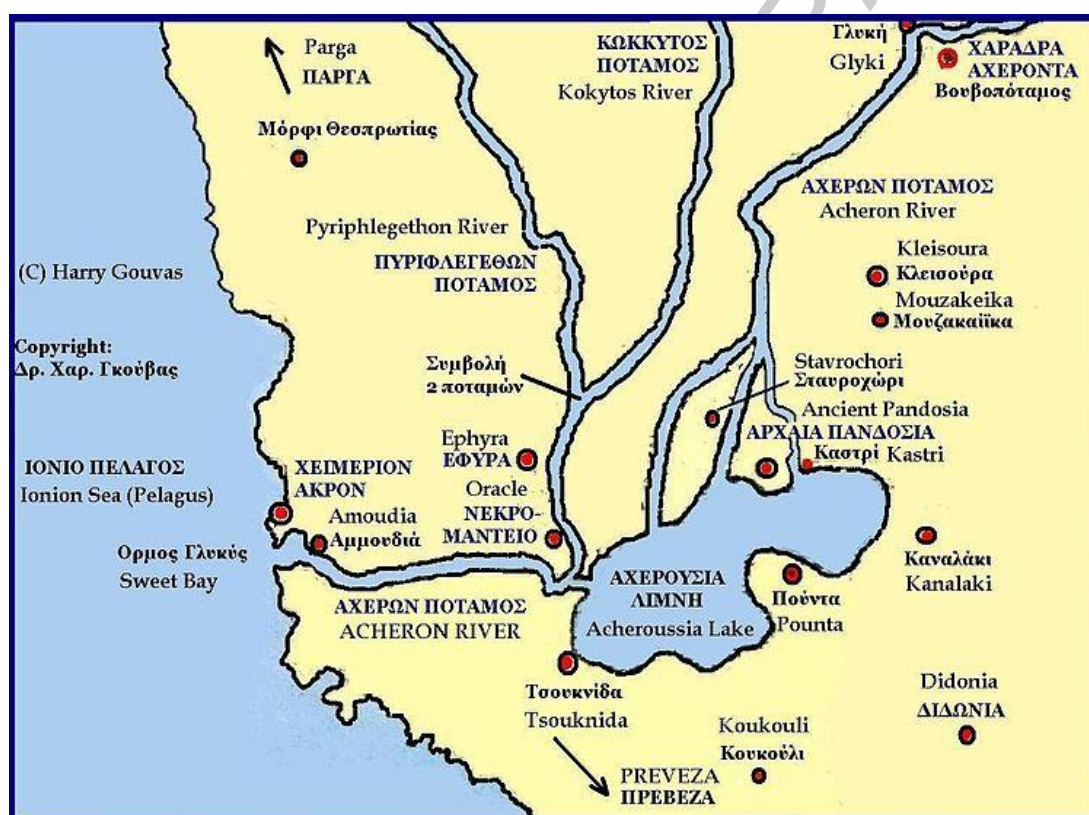 Parga
ΠΑΡΓΑ
ΚΩΚΚΥΤΟΣ
ΠΟΤΑΜΟΣ
Kokytos River
Γλυκή
Glyki
ΧΑΡΑΔΡΑ
ΑΧΕΡΟΝΤΑ
Βουβοπόταμος
Μόρφι Θεσπρωτίας
ΑΧΕΡΩΝ ΠΟΤΑΜΟΣ
Acheron River
Pyriphlegethon River
ΠΥΡΙΦΛΕΓΕΘΩΝ
ΠΟΤΑΜΟΣ
Kleisoura
Κλεισούρα
Mouzakeika
Μουζακαίϊκα
(C) Harry Gouvas
Copyright:
Δρ. Χαρ. Γκούβας
Συμβολή
2 ποταμών
Stavrochori
Σταυροχώρι
Ancient Pandosia
ΑΡΧΑΙΑ ΠΑΝΔΟΣΙΑ
Καστρί Kastri
Ephyra
ΕΦΥΡΑ
Oracle
ΝΕΚΡΟ-
ΜΑΝΤΕΙΟ
ΙΟΝΙΟ ΠΕΛΑΓΟΣ
Ionion Sea (Pelagus)
ΧΕΙΜΕΡΙΟΝ
ΑΚΡΟΝ
Amoudia
Αμμουδιά
Ορμος Γλυκύς
Sweet Bay
ΑΧΕΡΩΝ ΠΟΤΑΜΟΣ
ACHERON RIVER
ΑΧΕΡΟΥΣΙΑ
ΛΙΜΝΗ
Acheroussia Lake
Πούντα
Pounta
Καναλάκι
Kanalaki
Τσουκνίδα
Tsouknida
Didonia
ΔΙΔΩΝΙΑ
Koukouli
Κουκούλι
PREVEZA
ΠΡΕΒΕΖΑ